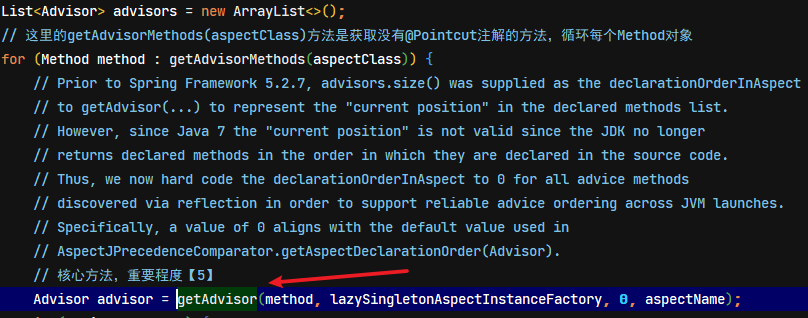 List<Advisor> advisors = new ArrayList<>();
// 这里的getAdvisorMethods(aspectClass)方法是获取没有@Pointcut注解的方法，循环每个Method对象
for (Method method : getAdvisorMethods(aspectClass)) {
// Prior to Spring Framework 5.2.7, advisors.size() was supplied as the declarationOrderInAspect
// to getAdvisor(...) to represent the "current position" in the declared methods list.
// However, since Java 7 the "current position" is not valid since the JDK no longer
// returns declared methods in the order in which they are declared in the source code.
// Thus, we now hard code the declarationOrderInAspect to 0 for all advice methods
// discovered via reflection in order to support reliable advice ordering across JVM launches.
// Specifically, a value of 0 aligns with the default value used in
// AspectJPrecedenceComparator.getAspectDeclarationOrder(Advisor).
// 核心方法，重要程度【5】
Advisor advisor = getAdvisor(method, lazySingletonAspectInstanceFactory, 0, aspectName);